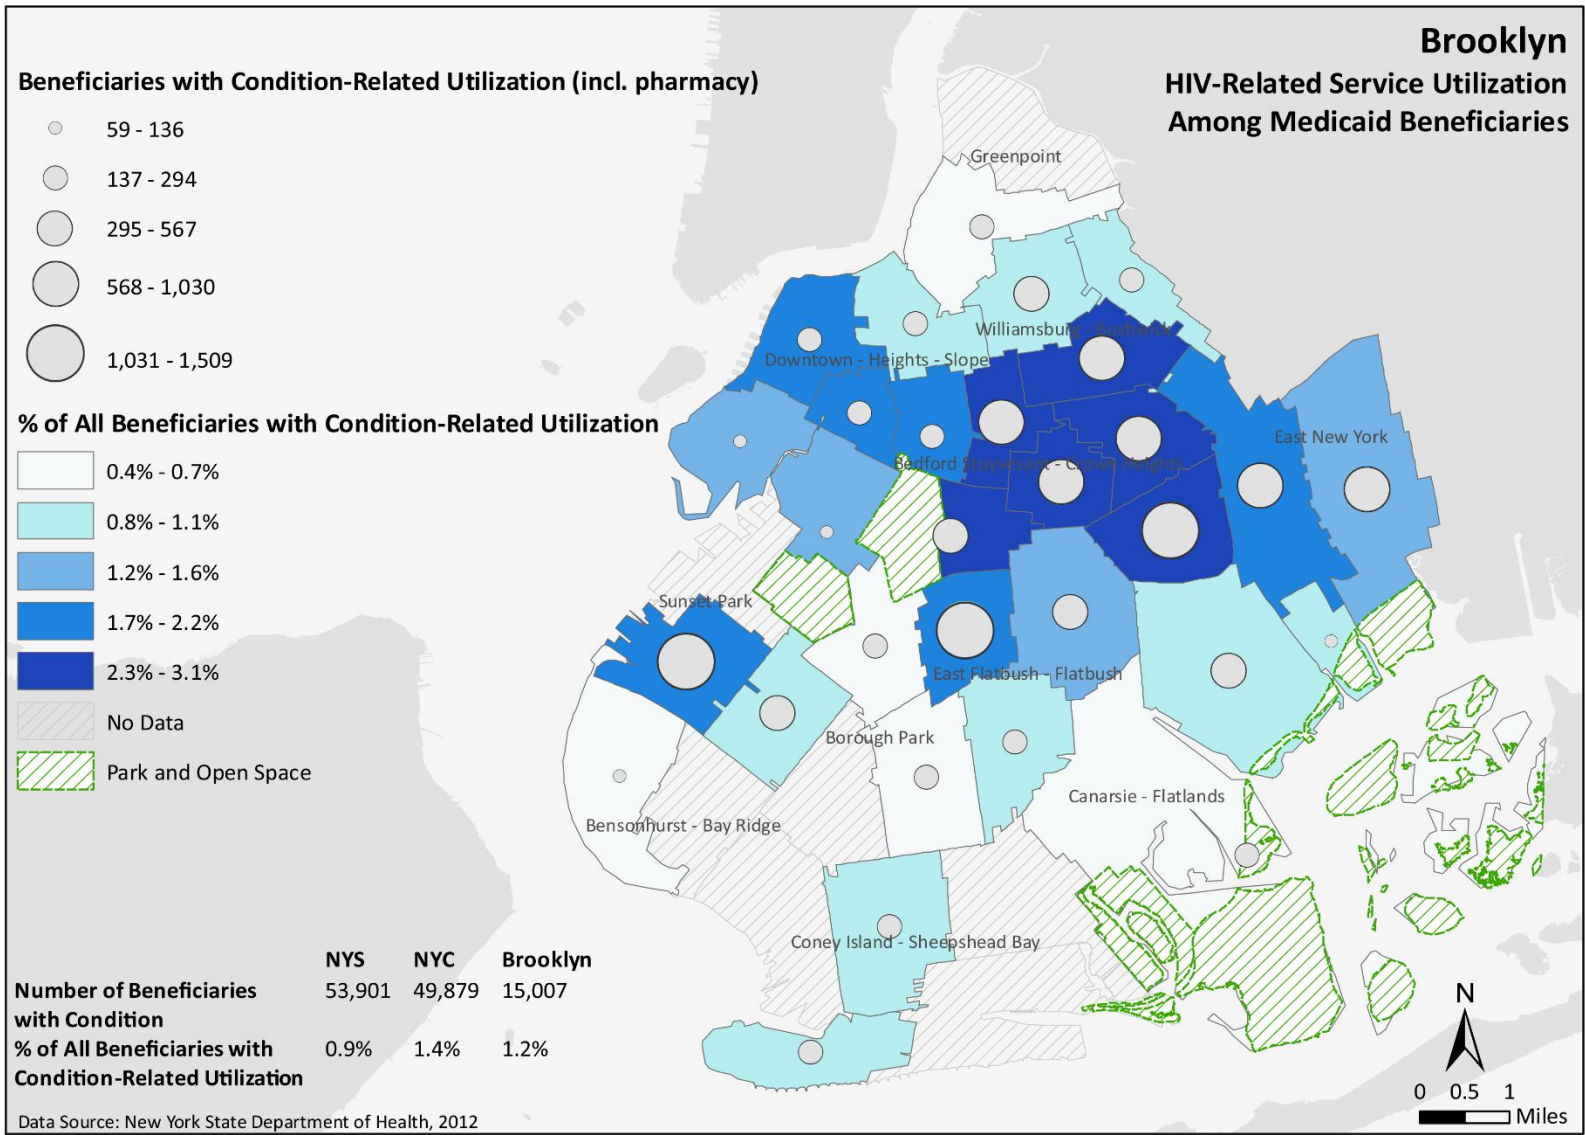 Brooklyn
HIV-Related Service Utilization
Among Medicaid Beneficiaries
Beneficiaries with Condition-Related Utilization (incl. pharmacy)
59 - 136
137 - 294
295 - 567
568 - 1,030
1,031 - 1,509
% of All Beneficiaries with Condition-Related Utilization
0.4% - 0.7%
0.8% - 1.1%
1.2% - 1.6%
1.7% - 2.2%
2.3% - 3.1%
No Data
Park and Open Space
Greenpoint
Williamsburg - Bushwick
Downtown - Heights - Slope
East New York
Bedford Stuyvesant - Crown Heights
Sunset Park
East Flatbush - Flatbush
Borough Park
Canarsie - Flatlands
Bensonhurst - Bay Ridge
Coney Island - Sheepshead Bay
NYS NYC Brooklyn
Number of Beneficiaries 53,901 49,879 15,007
with Condition
% of All Beneficiaries with 0.9% 1.4% 1.2%
Condition-Related Utilization
Data Source: New York State Department of Health, 2012
N
0 0.5 1
Miles